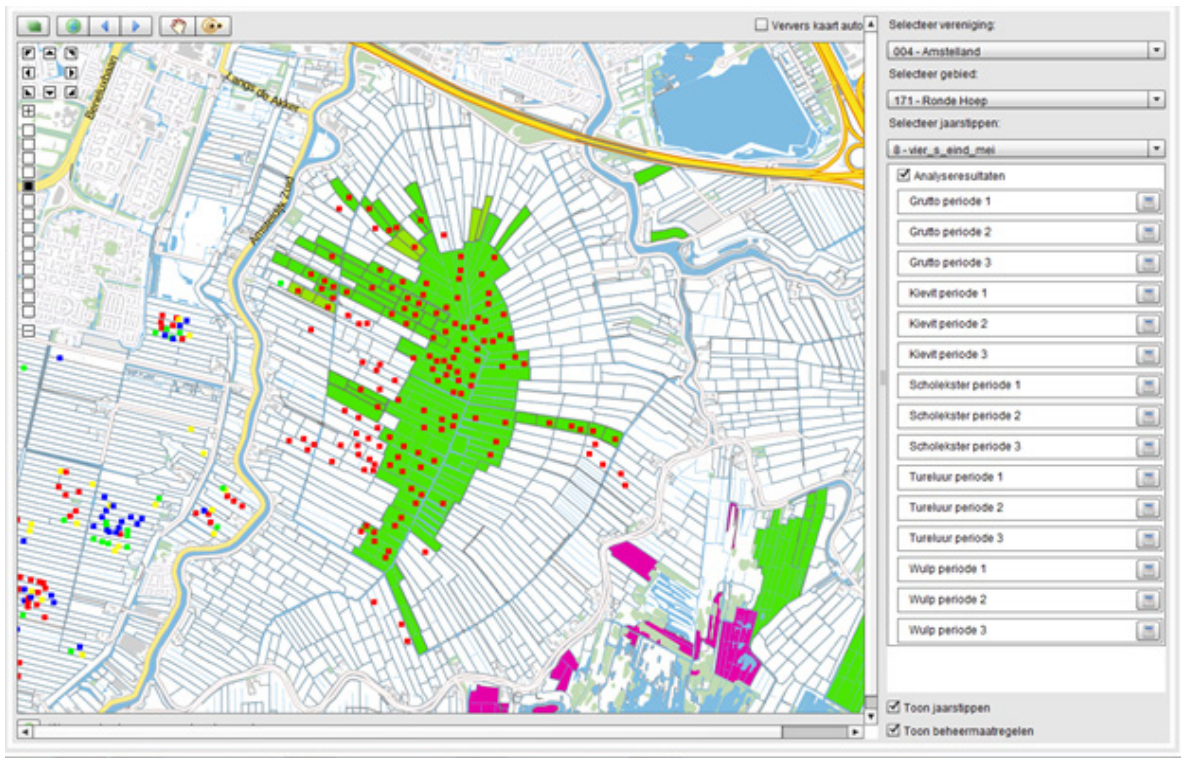 Ververs kaart auto
Selecteer vereniging:
004 - Amstelland
Selecteer gebied:
171 - Ronde Hoep
Selecteer jaarstippen:
8 - vier_s_eind_mei
Analyseresultaten
Grutto periode 1
Grutto periode 2
Grutto periode 3
Kievit periode 1
Kievit periode 2
Kievit periode 3
Scholekster periode 1
Scholekster periode 2
Scholekster periode 3
Tureluur periode 1
Tureluur periode 2
Tureluur periode 3
Wulp periode 1
Wulp periode 2
Wulp periode 3
Toon jaarstippen
Toon beheermaatregelen
Langs de Akker
Amsteldijk Zuid